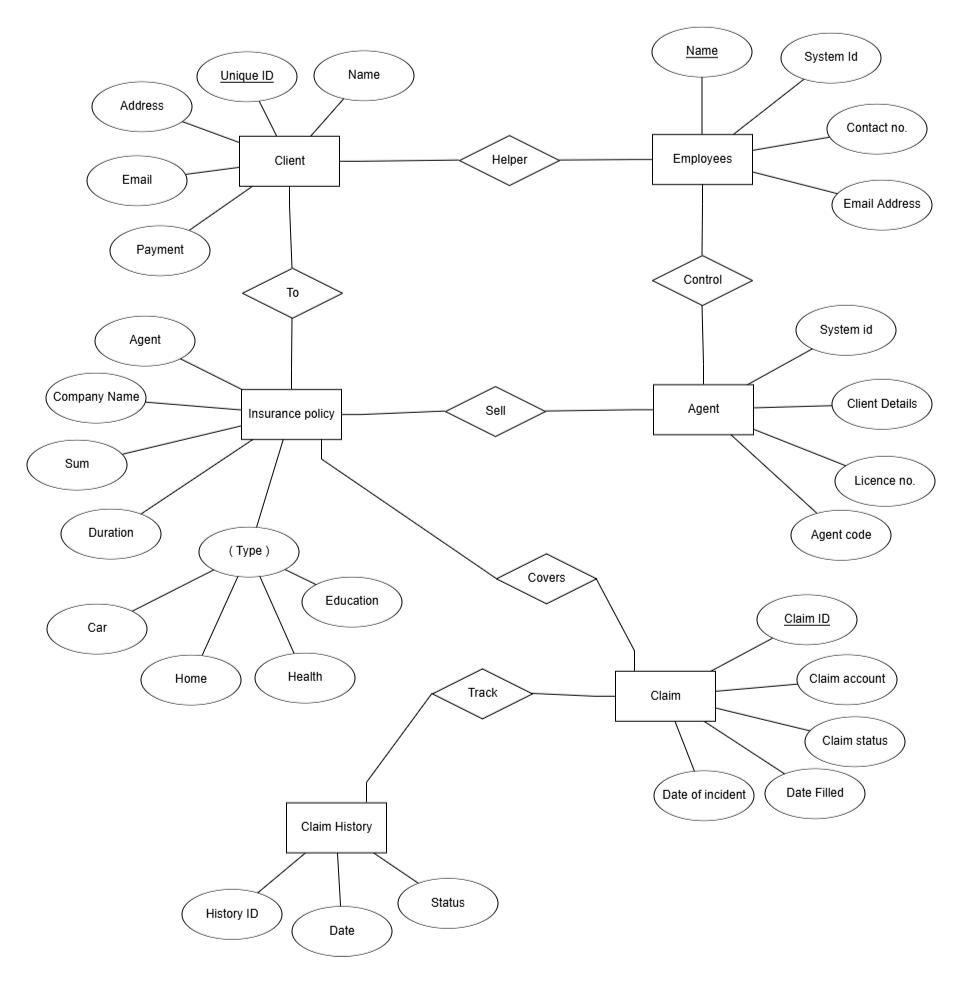 Name
System Id
Unique ID
Name
Address
Contact no.
Client
Helper
Employees
Email
Email Address
Payment
Control
To
System id
Agent
Company Name
Client Details
Insurance policy
Sell
Agent
Sum
Licence no.
Duration
Agent code
( Type )
Covers
Education
Car
Claim ID
Home
Health
Claim account
Track
Claim
Claim status
Date of incident
Date Filled
Claim History
Status
History ID
Date